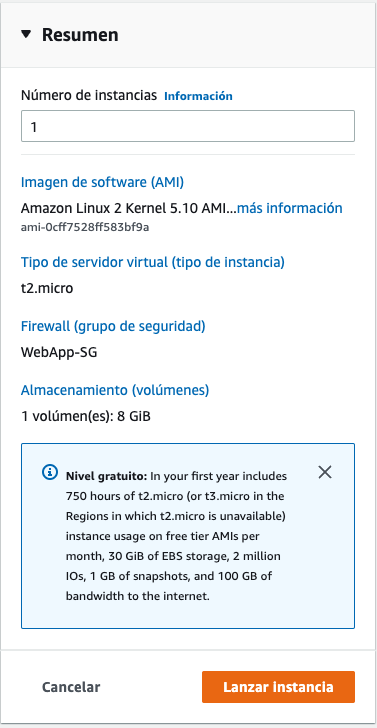 Resumen
Número de instancias Información
1
Imagen de software (AMI)
Amazon Linux 2 Kernel 5.10 AMI...más información
ami-0cff7528ff583bf9a
Tipo de servidor virtual (tipo de instancia)
t2.micro
Firewall (grupo de seguridad)
WebApp-SG
Almacenamiento (volúmenes)
1 volúmen(es): 8 GiB
Nivel gratuito: In your first year includes
750 hours of t2.micro (or t3.micro in the
Regions in which t2.micro is unavailable)
instance usage on free tier AMIs per
month, 30 GiB of EBS storage, 2 million
IOs, 1 GB of snapshots, and 100 GB of
bandwidth to the internet.
Cancelar Lanzar instancia